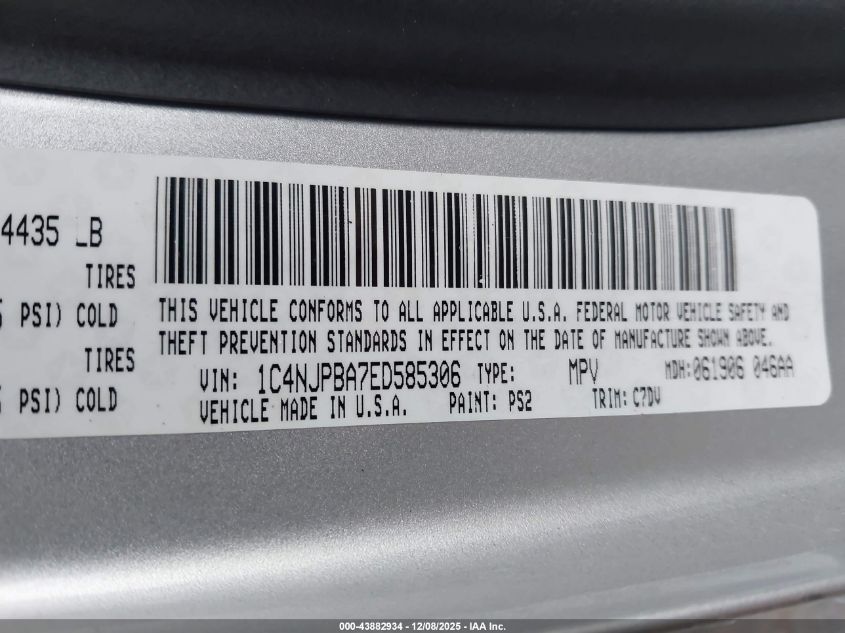 4435 LB
TIRES
PSI) COLD
TIRES
PSI) COLD
THIS VEHICLE CONFORMS TO ALL APPLICABLE U.S.A. FEDERAL MOTOR VEHICLE SAFETY AND
THEFT PREVENTION STANDARDS IN EFFECT ON THE DATE OF MANUFACTURE SHOWN ABOVE.
VIN: 1C4NJPBA7ED585306 TYPE: MPV MDH:061906 046AA
VEHICLE MADE IN U.S.A. PAINT: PS2 TRIM: C7DV
000-43882934 - 12/08/2025 - IAA Inc.